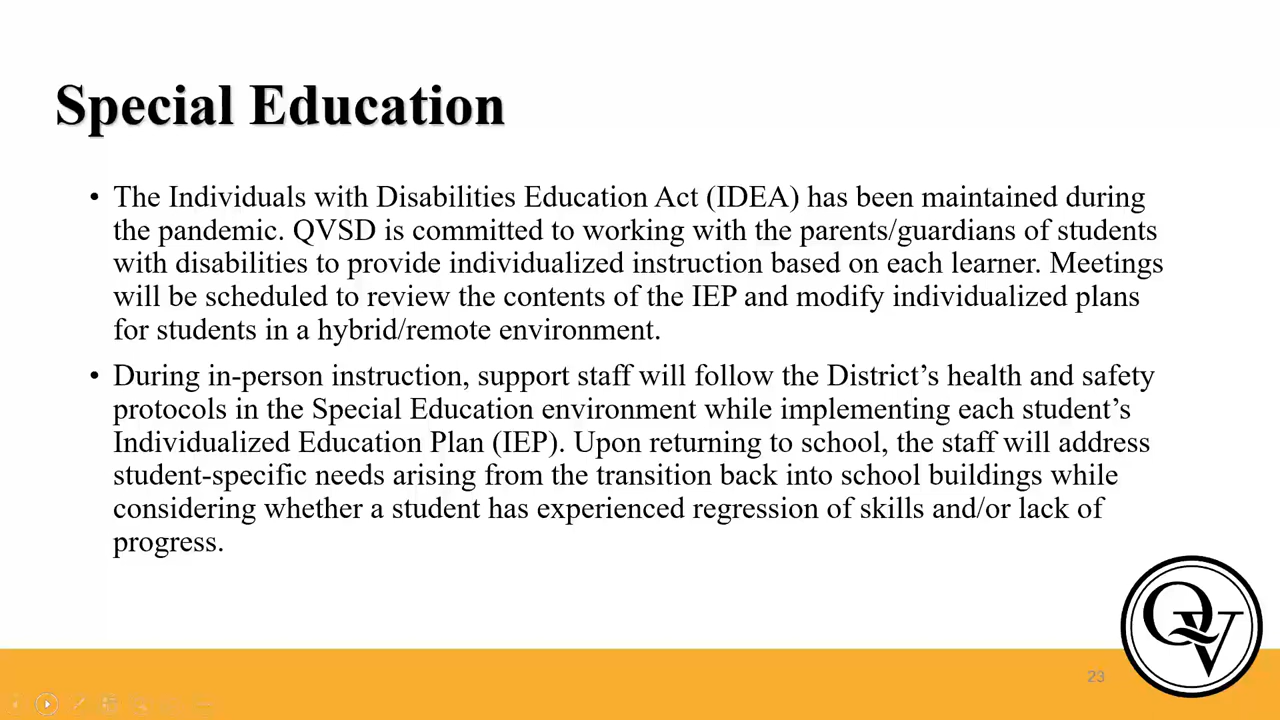 Special Education
• The Individuals with Disabilities Education Act (IDEA) has been maintained during
the pandemic. QVSD is committed to working with the parents/guardians of students
with disabilities to provide individualized instruction based on each learner. Meetings
will be scheduled to review the contents of the IEP and modify individualized plans
for students in a hybrid/remote environment.
• During in-person instruction, support staff will follow the District’s health and safety
protocols in the Special Education environment while implementing each student’s
Individualized Education Plan (IEP). Upon returning to school, the staff will address
student-specific needs arising from the transition back into school buildings while
considering whether a student has experienced regression of skills and/or lack of
progress.
QV
23